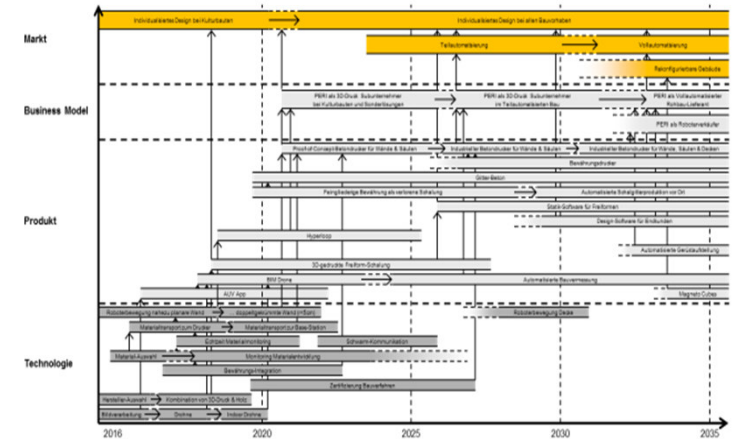 Individualisiertes Design bei Kulturbauten
Individualisiertes Design bei allen Bauvorhaben
Markt
Teilautomatisierung
Vollautomatisierung
Rekonfigurierbare Gebäude
Business Model
PERI als 3D-Druck Subunternehmer
bei Kulturbauten und Sonderlösungen
PERI als 3D-Druck Subunternehmer
im Teilautomatisierten Bau
PERI als Vollautomatisierter
Rohbau-Lieferant
PERI als Roboterverkäufer
Proof of Concept Betondrucker für Wände & Säulen
Industrieller Betondrucker für Wände & Säulen
Industrieller Betondrucker für Wände, Säulen & Decken
Bewehrungsdrucker
Produkt
Feingliedrige Bewehrung als verlorene Schalung
Automatisierte Schalgitterproduktion vor Ort
Statik-Software für Freiformen
Design-Software für Endkunden
Hyperloop
Automatisierte Gerüstaufstellung
3D-gedruckte Freiform-Schalung
BIM Drone
Automatisierte Bauvermessung
AUV App
Magnetic Cubes
Roboterbewegung nahezu planare Wand
doppeltgekrümmte Wand
Roboterbewegung Decke
Materialtransport zum Drucker
Materialtransport zur Base Station
Echtzeit Materialmonitoring
Schwarm-Kommunikation
Technologie
Material-Auswahl
Monitoring Materialentwicklung
Bewehrungs-Integration
Zertifizierung Bauverfahren
Hersteller-Auswahl
Kombination von 3D-Druck & Holz
Bildverarbeitung
Drohne
Indoor Drohne
2016
2020
2025
2030
2035